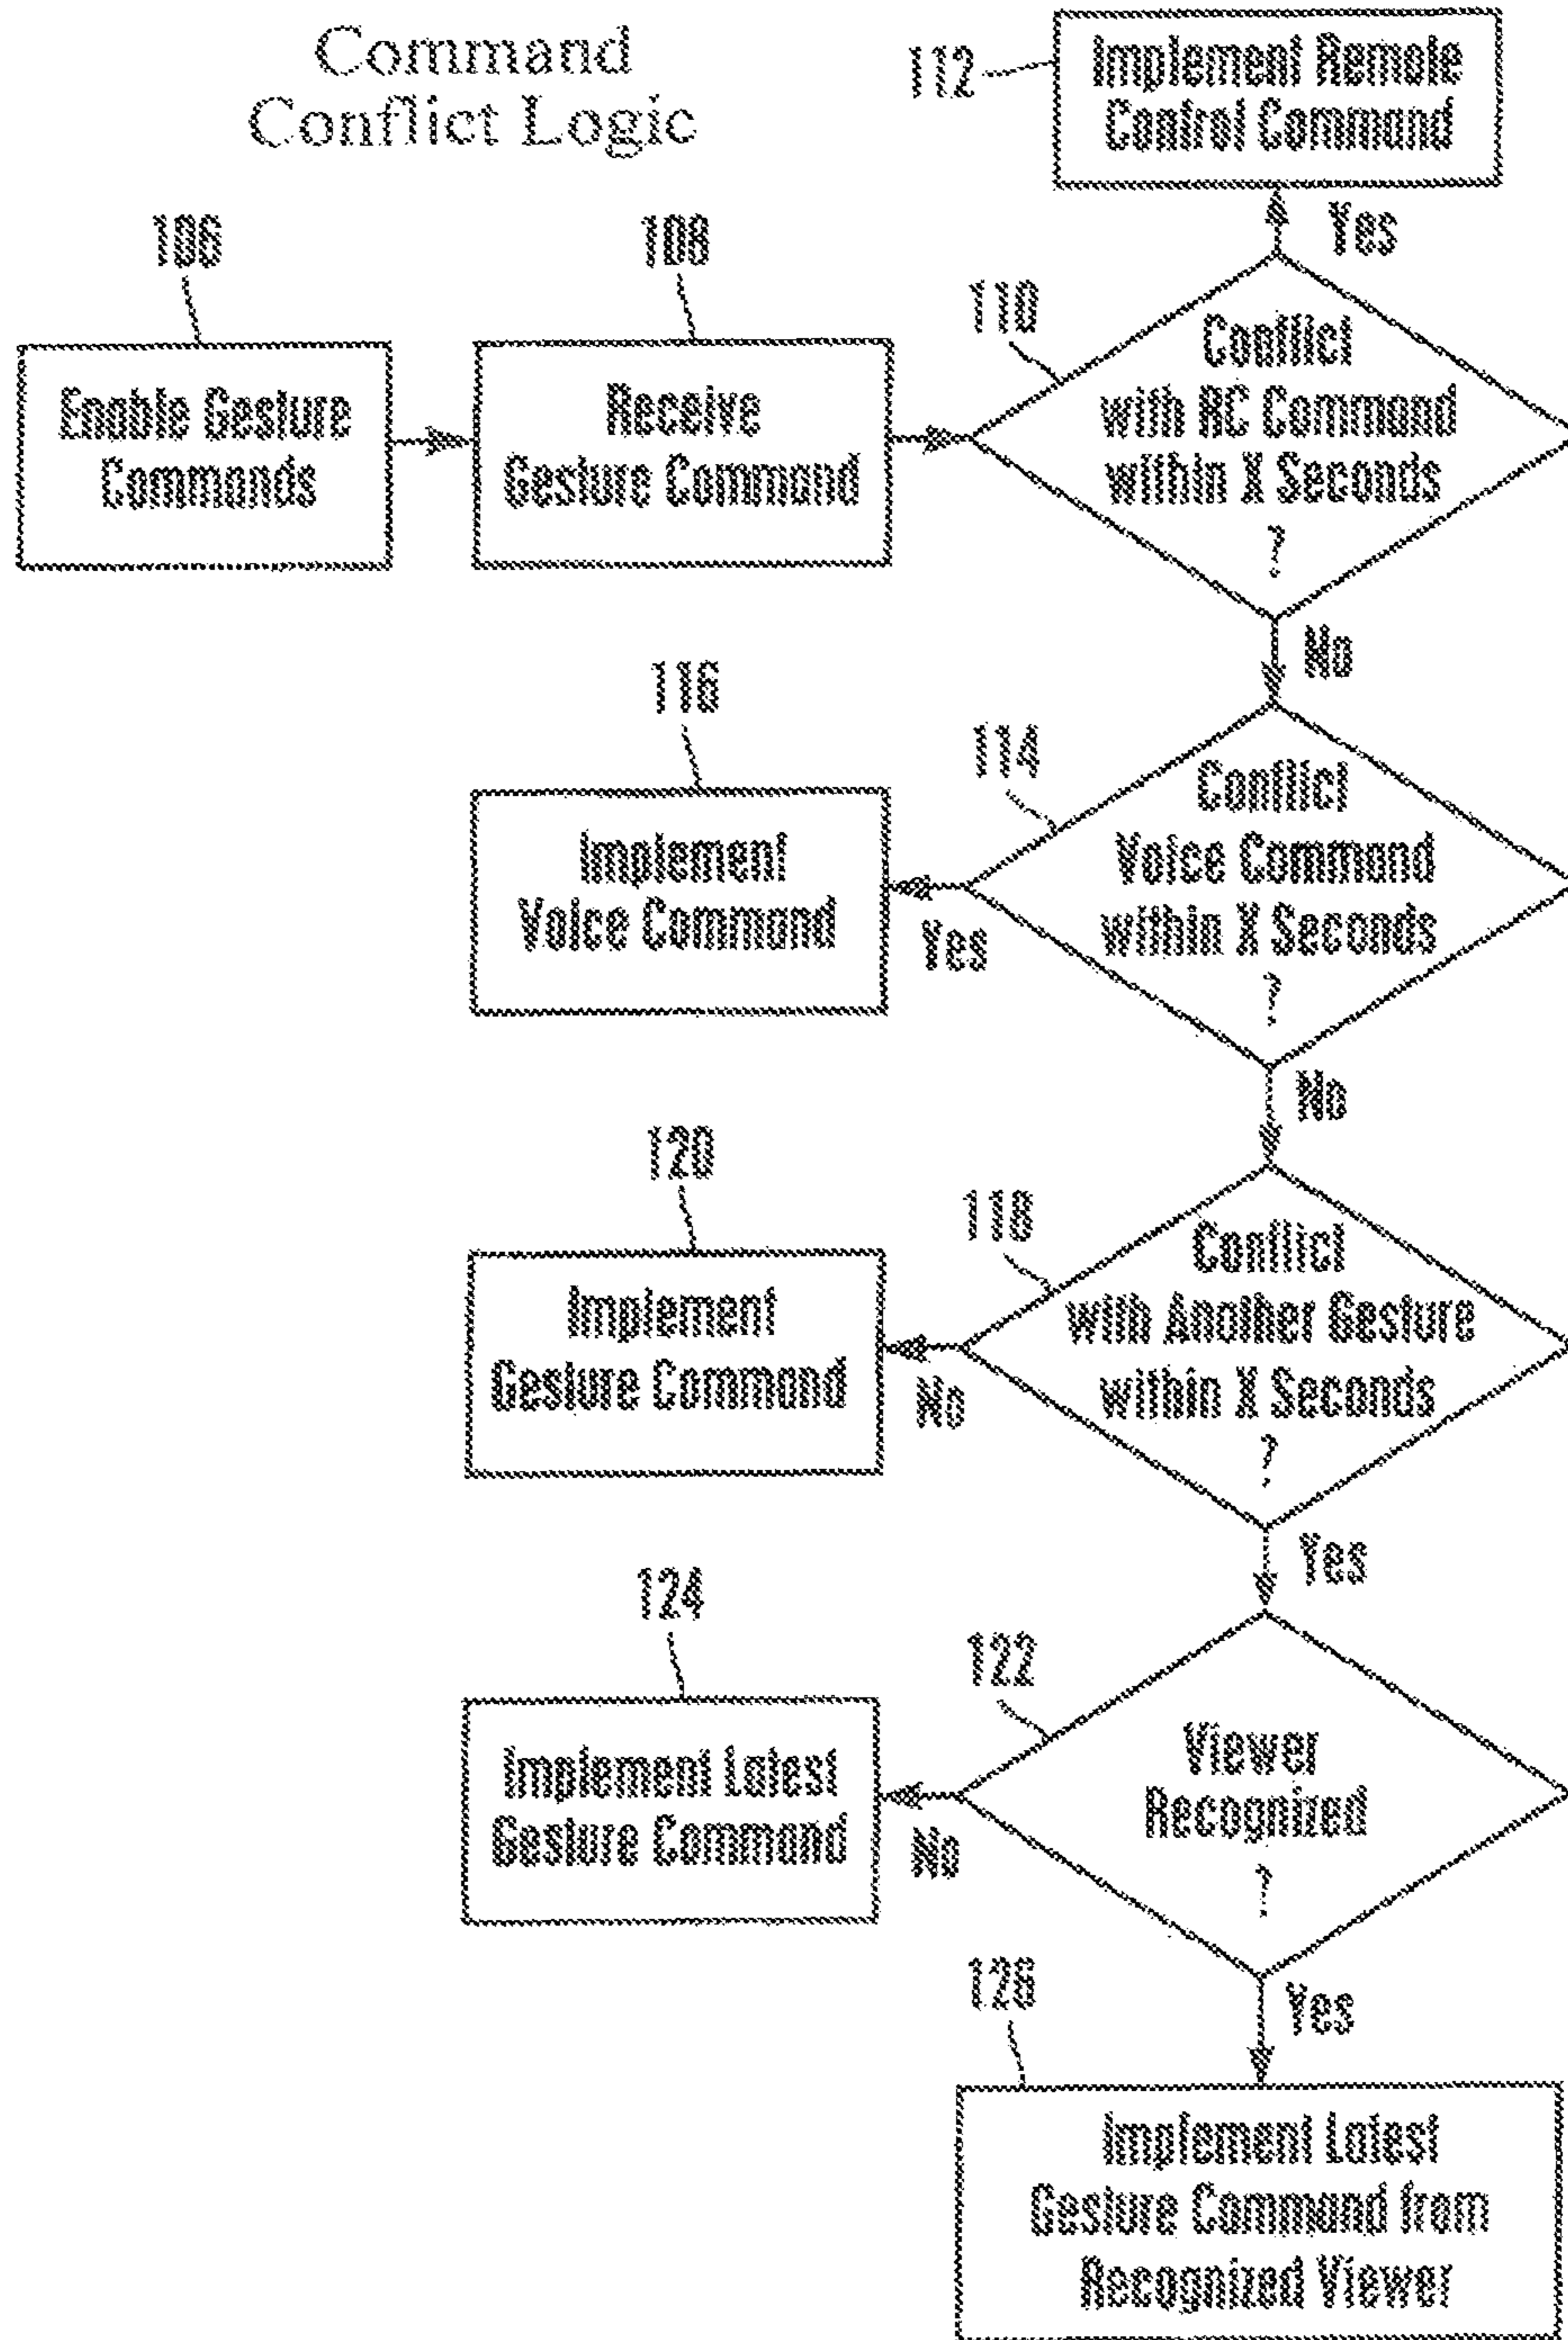 Command
Conflict Logic
112
Implement Remote
Control Command
Yes
106
Enable Gesture
Commands
108
Receive
Gesture Command
110
Conflict
with RC Command
within X Seconds
?
No
116
Implement
Voice Command
Yes
114
Conflict
Voice Command
within X Seconds
?
No
120
Implement
Gesture Command
No
118
Conflict
with Another Gesture
within X Seconds
?
Yes
124
Implement Latest
Gesture Command
No
122
Viewer
Recognized
?
Yes
126
Implement Latest
Gesture Command from
Recognized Viewer